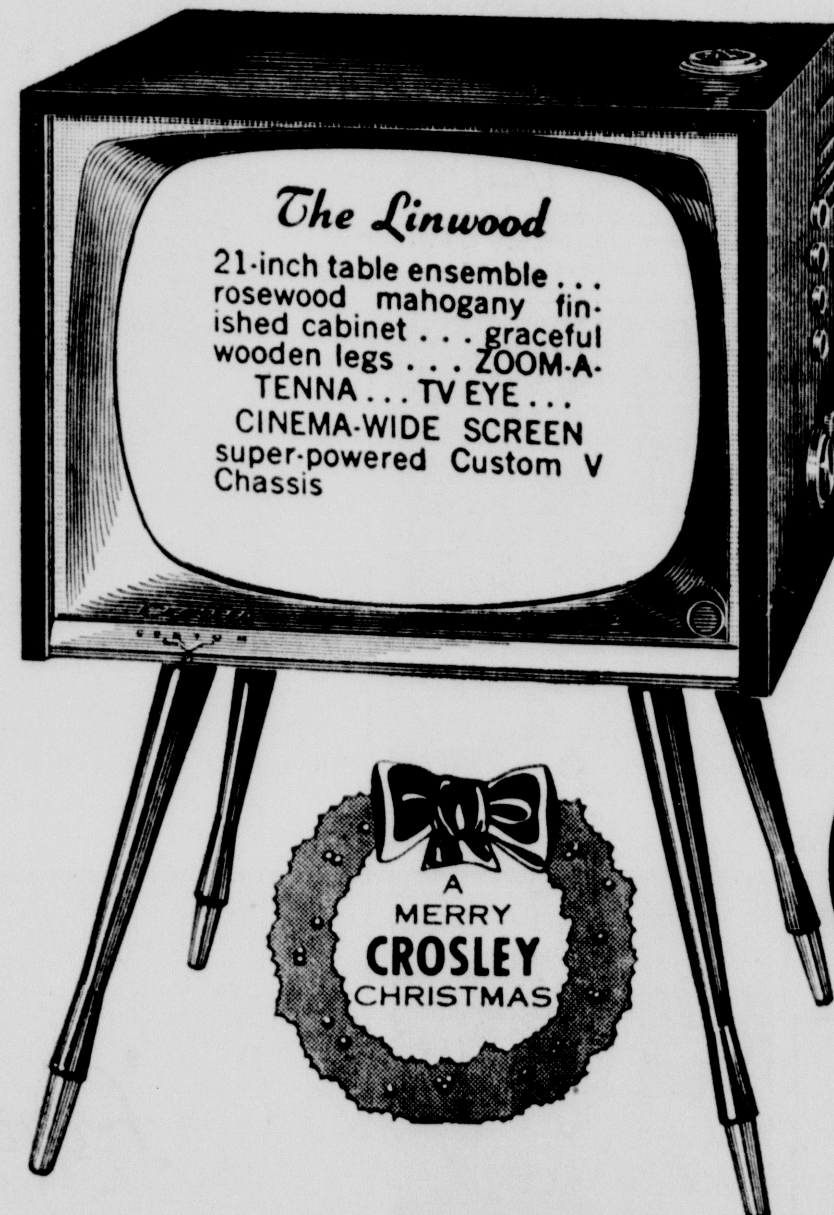 The Linwood
21-inch table ensemble ...
rosewood mahogany fin-
ished cabinet ... graceful
wooden legs ... ZOOM-A-
TENNA ... TV EYE ...
CINEMA-WIDE SCREEN
super-powered Custom V
Chassis
A
MERRY
CROSLEY
CHRISTMAS